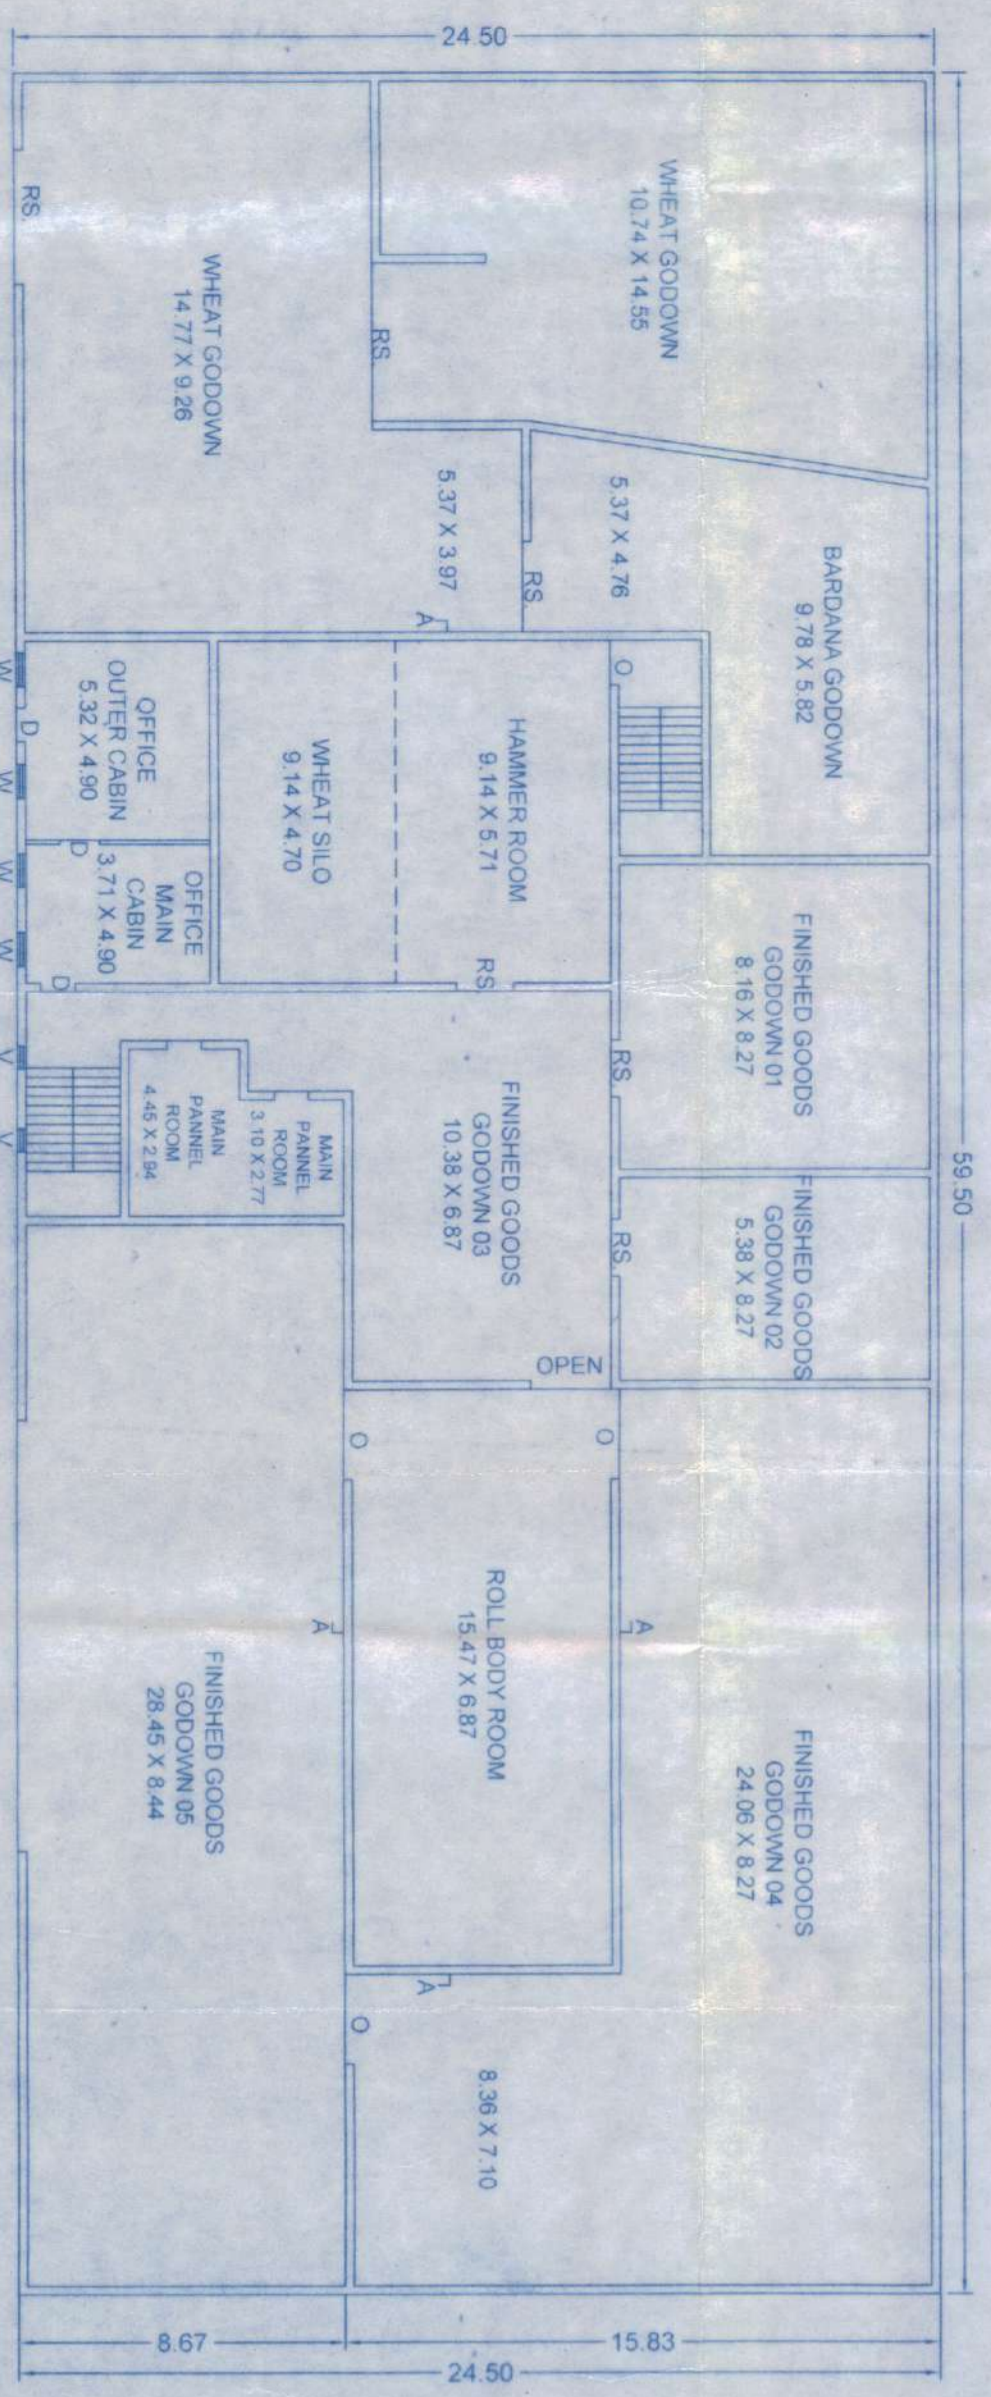 24.50
59.50
WHEAT GODOWN
10.74 X 14.55
RS.
WHEAT GODOWN
14.77 X 9.26
RS.
5.37 X 3.97
5.37 X 4.76
RS.
A
BARDANA GODOWN
9.78 X 5.82
O
HAMMER ROOM
9.14 X 5.71
WHEAT SILO
9.14 X 4.70
RS.
OFFICE
OUTER CABIN
5.32 X 4.90
OFFICE
MAIN
CABIN
3.71 X 4.90
W
D
W
D
W
W
D
V
V
FINISHED GOODS
GODOWN 01
8.16 X 8.27
RS.
FINISHED GOODS
GODOWN 02
5.38 X 8.27
RS.
FINISHED GOODS
GODOWN 03
10.38 X 6.87
OPEN
MAIN
PANNEL
ROOM
3.10 X 2.77
MAIN
PANNEL
ROOM
4.45 X 2.94
O
O
A
A
ROLL BODY ROOM
15.47 X 6.87
FINISHED GOODS
GODOWN 04
24.06 X 8.27
FINISHED GOODS
GODOWN 05
28.45 X 8.44
A
O
8.36 X 7.10
8.67
15.83
24.50